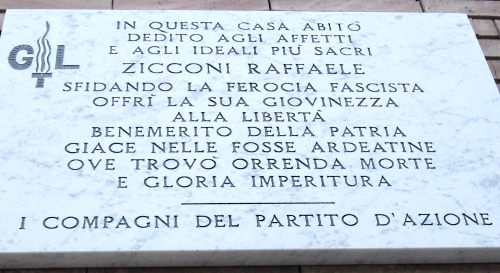 IN QUESTA CASA ABITÒ
DEDITO AGLI AFFETTI
E AGLI IDEALI PIÙ SACRI
ZICCONI RAFFAELE
SFIDANDO LA FEROCIA FASCISTA
OFFRÌ LA SUA GIOVINEZZA
ALLA LIBERTÀ
BENEMERITO DELLA PATRIA
GIACE NELLE FOSSE ARDEATINE
OVE TROVÒ ORRENDA MORTE
E GLORIA IMPERITURA
I COMPAGNI DEL PARTITO D'AZIONE
GL